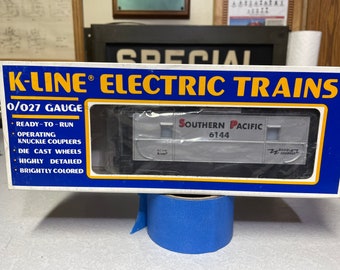 SPECIAL
K-LINE® ELECTRIC TRAINS
O/027 GAUGE
- READY-TO-RUN
• OPERATING
KNUCKLE COUPLERS
• DIE CAST WHEELS
• HIGHLY DETAILED
• BRIGHTLY COLORED
SOUTHERN PACIFIC
6144